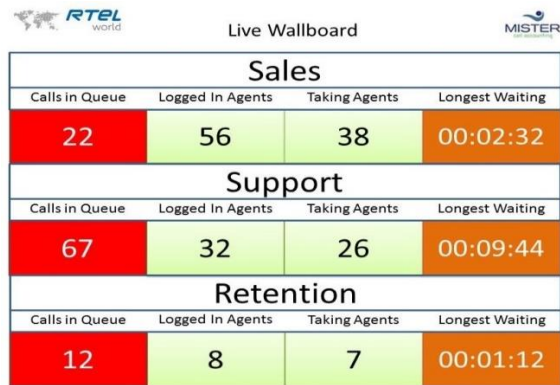 RTEL
world
Live Wallboard
MISTER
Sales
Calls in Queue Logged In Agents Taking Agents Longest Waiting
22 56 38 00:02:32
Support
Calls in Queue Logged In Agents Taking Agents Longest Waiting
67 32 26 00:09:44
Retention
Calls in Queue Logged In Agents Taking Agents Longest Waiting
12 8 7 00:01:12